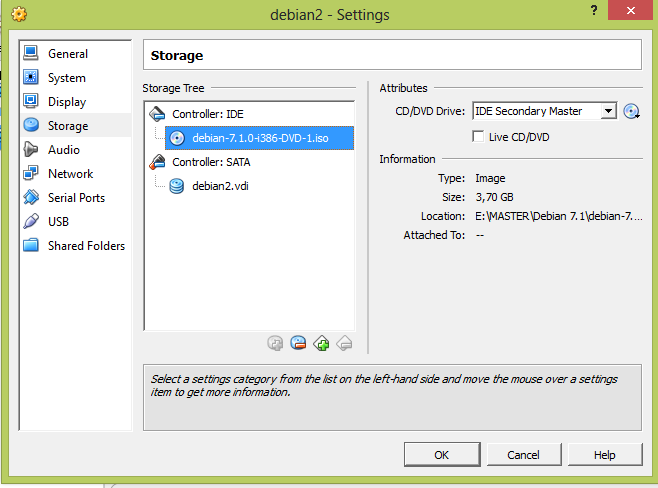 debian2 - Settings
?
General
System
Display
Storage
Audio
Network
Serial Ports
USB
Shared Folders
Storage
Storage Tree
Controller: IDE
debian-7.1.0-i386-DVD-1.iso
Controller: SATA
debian2.vdi
Attributes
CD/DVD Drive: IDE Secondary Master
Live CD/DVD
Information
Type: Image
Size: 3,70 GB
Location: E:\MASTER\Debian 7.1\debian-7....
Attached To: --
Select a settings category from the list on the left-hand side and move the mouse over a settings
item to get more information.
OK Cancel Help